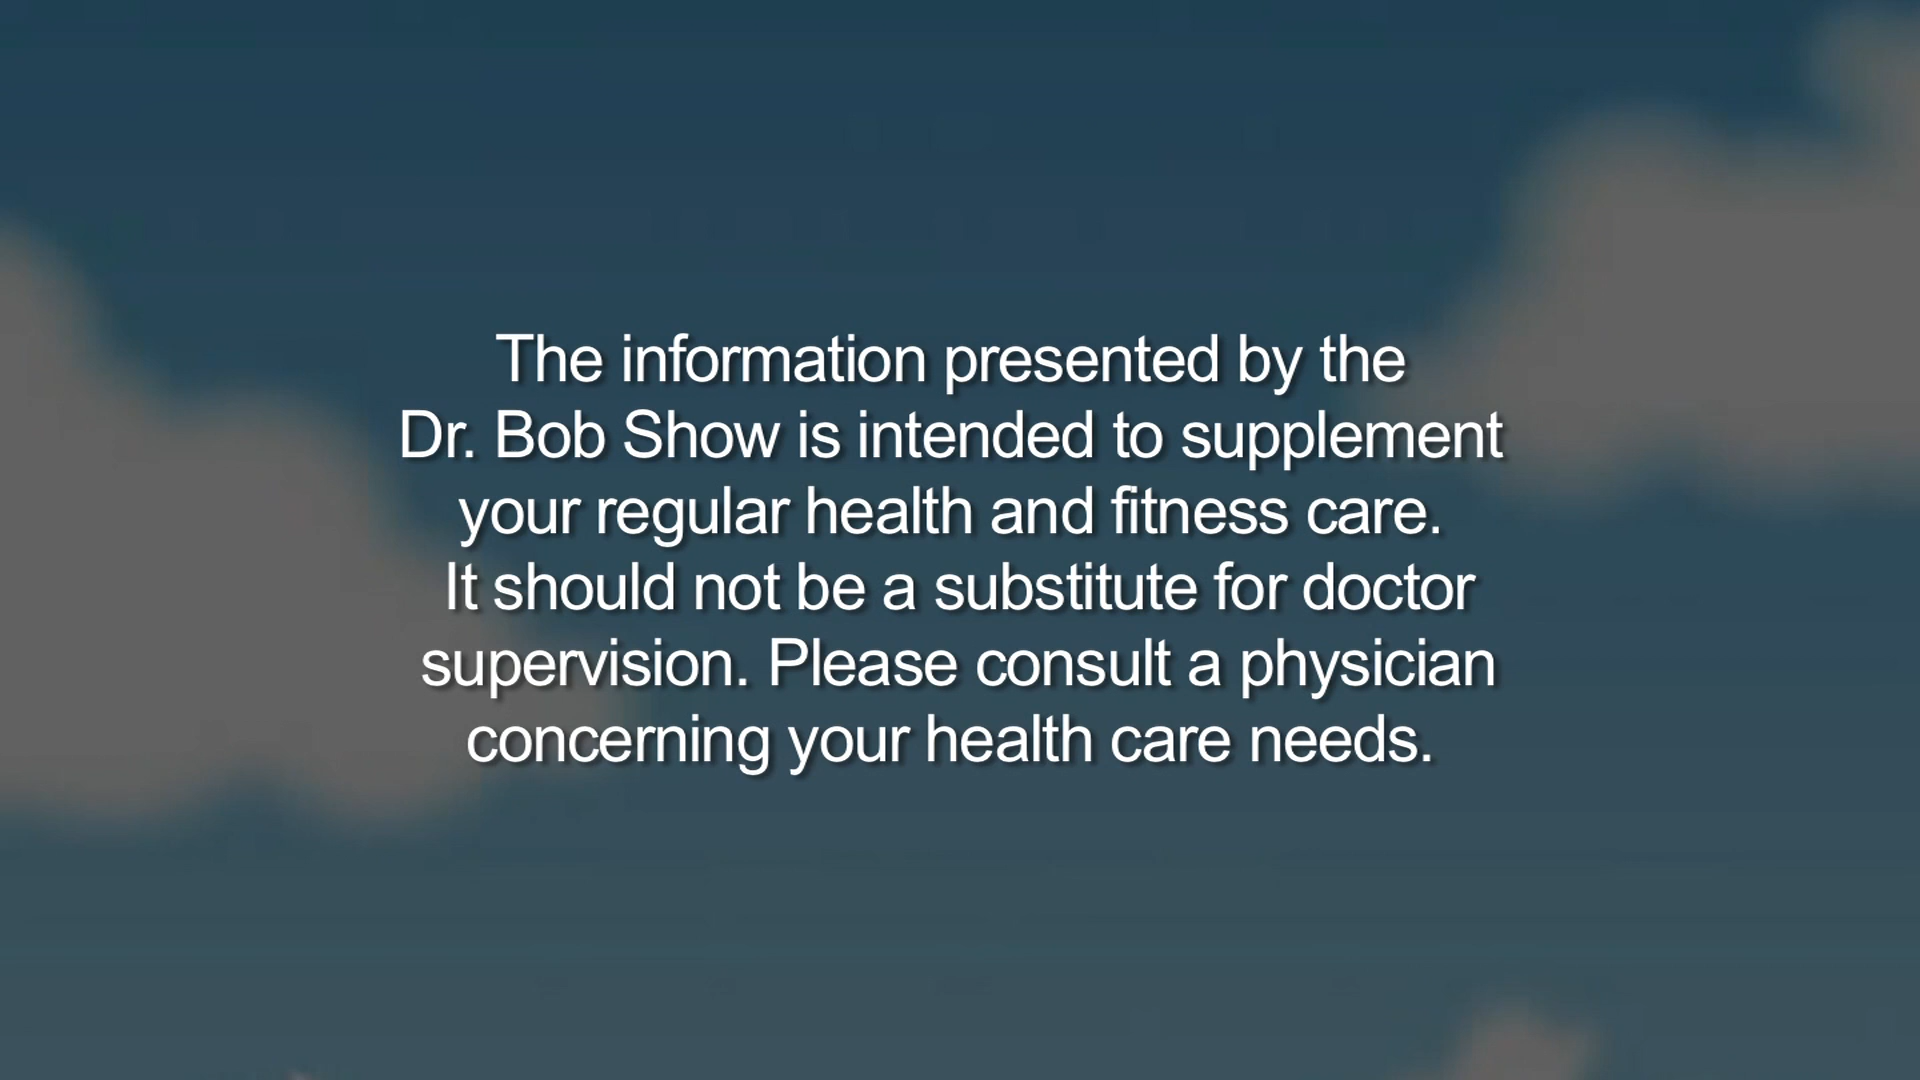 The information presented by the
Dr. Bob Show is intended to supplement
your regular health and fitness care.
It should not be a substitute for doctor
supervision. Please consult a physician
concerning your health care needs.